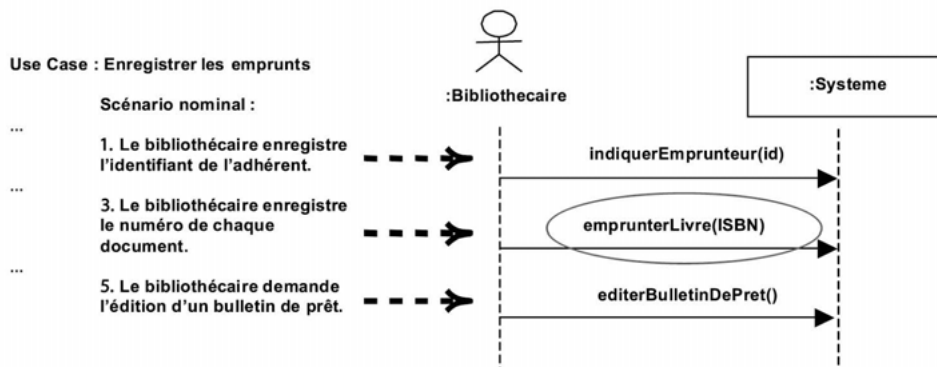 Use Case : Enregistrer les emprunts
Scénario nominal :
...
1. Le bibliothécaire enregistre
l'identifiant de l'adhérent.
...
3. Le bibliothécaire enregistre
le numéro de chaque
document.
...
5. Le bibliothécaire demande
l'édition d'un bulletin de prêt.
:Bibliothecaire
:Systeme
indiquerEmprunteur(id)
emprunterLivre(ISBN)
editerBulletinDePret()